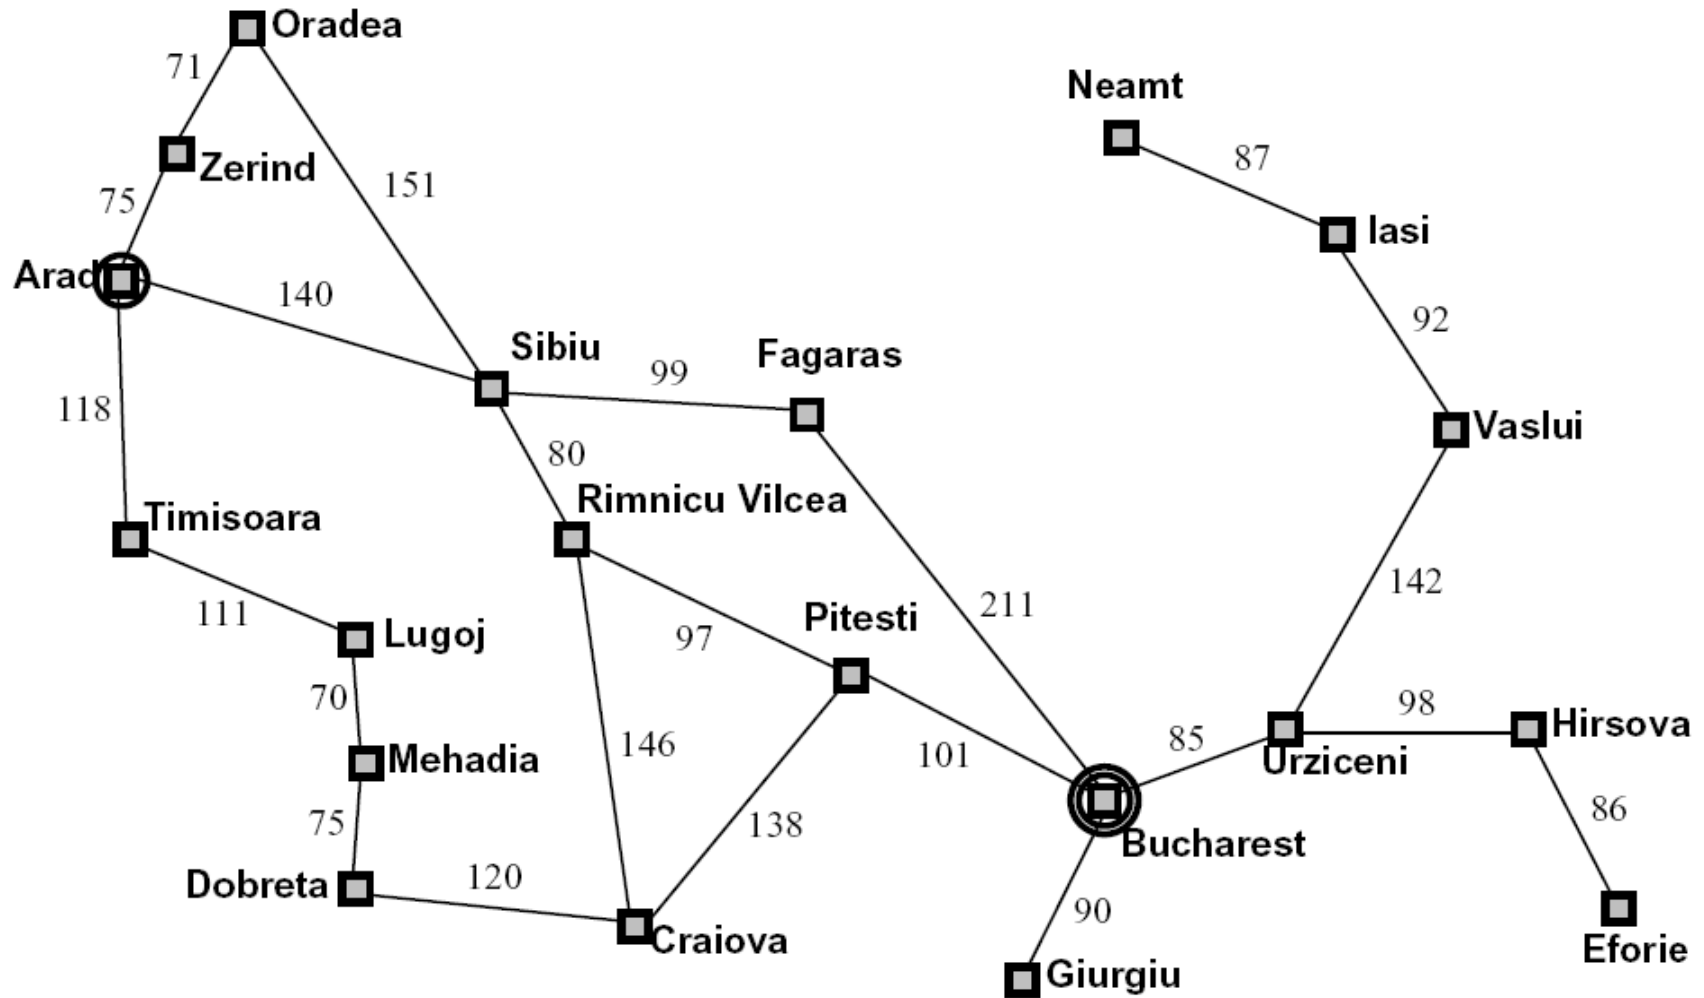 Oradea
71
Neamt
87
Zerind
151
75
Iasi
Arad
140
92
Sibiu
Fagaras
99
118
Vaslui
80
Rimnicu Vilcea
Timisoara
142
211
111
Pitesti
Lugoj
97
70
98
Hirsova
146
85
101
Mehadia
Urziceni
86
75
138
Bucharest
Dobreta
120
90
Craiova
Eforie
Giurgiu